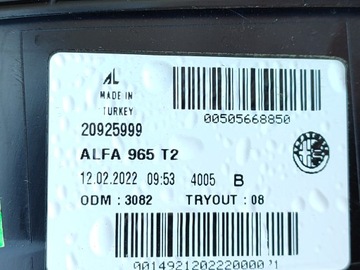 AL
MADE IN
TURKEY
00505668850
20925999
ALFA 965 T2
12.02.2022 09:53 4005 B
ODM : 3082 TRYOUT : 08